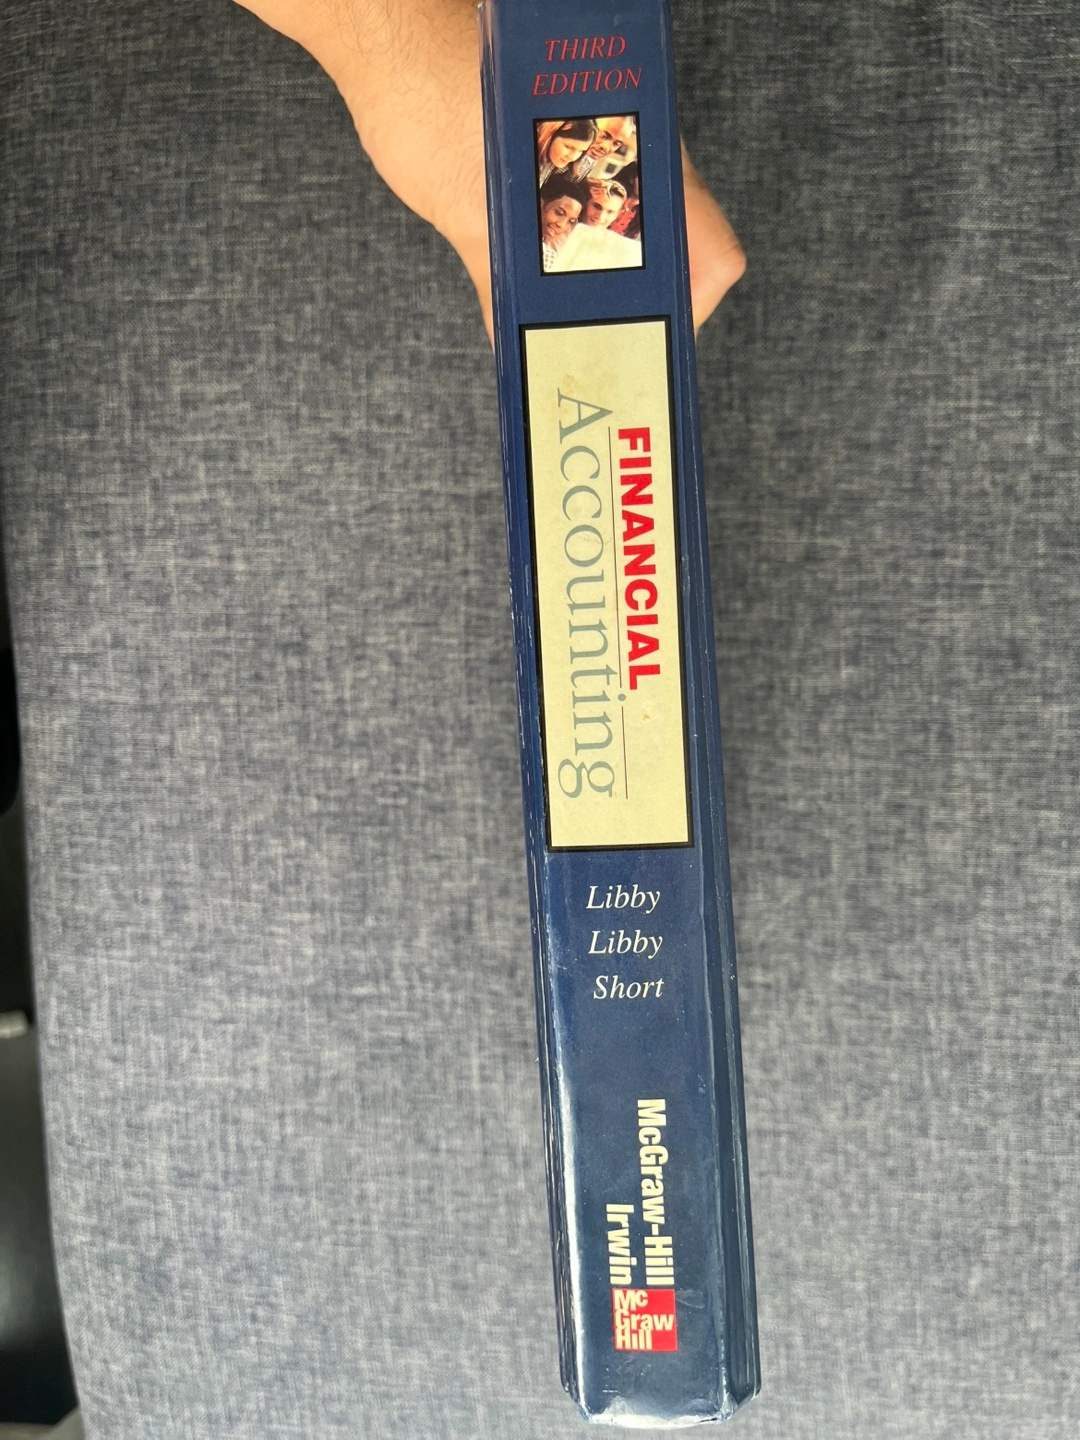 THIRD
EDITION
FINANCIAL
Accounting
Libby
Libby
Short
McGraw-Hill
Irwin
Mc
Graw
Hill